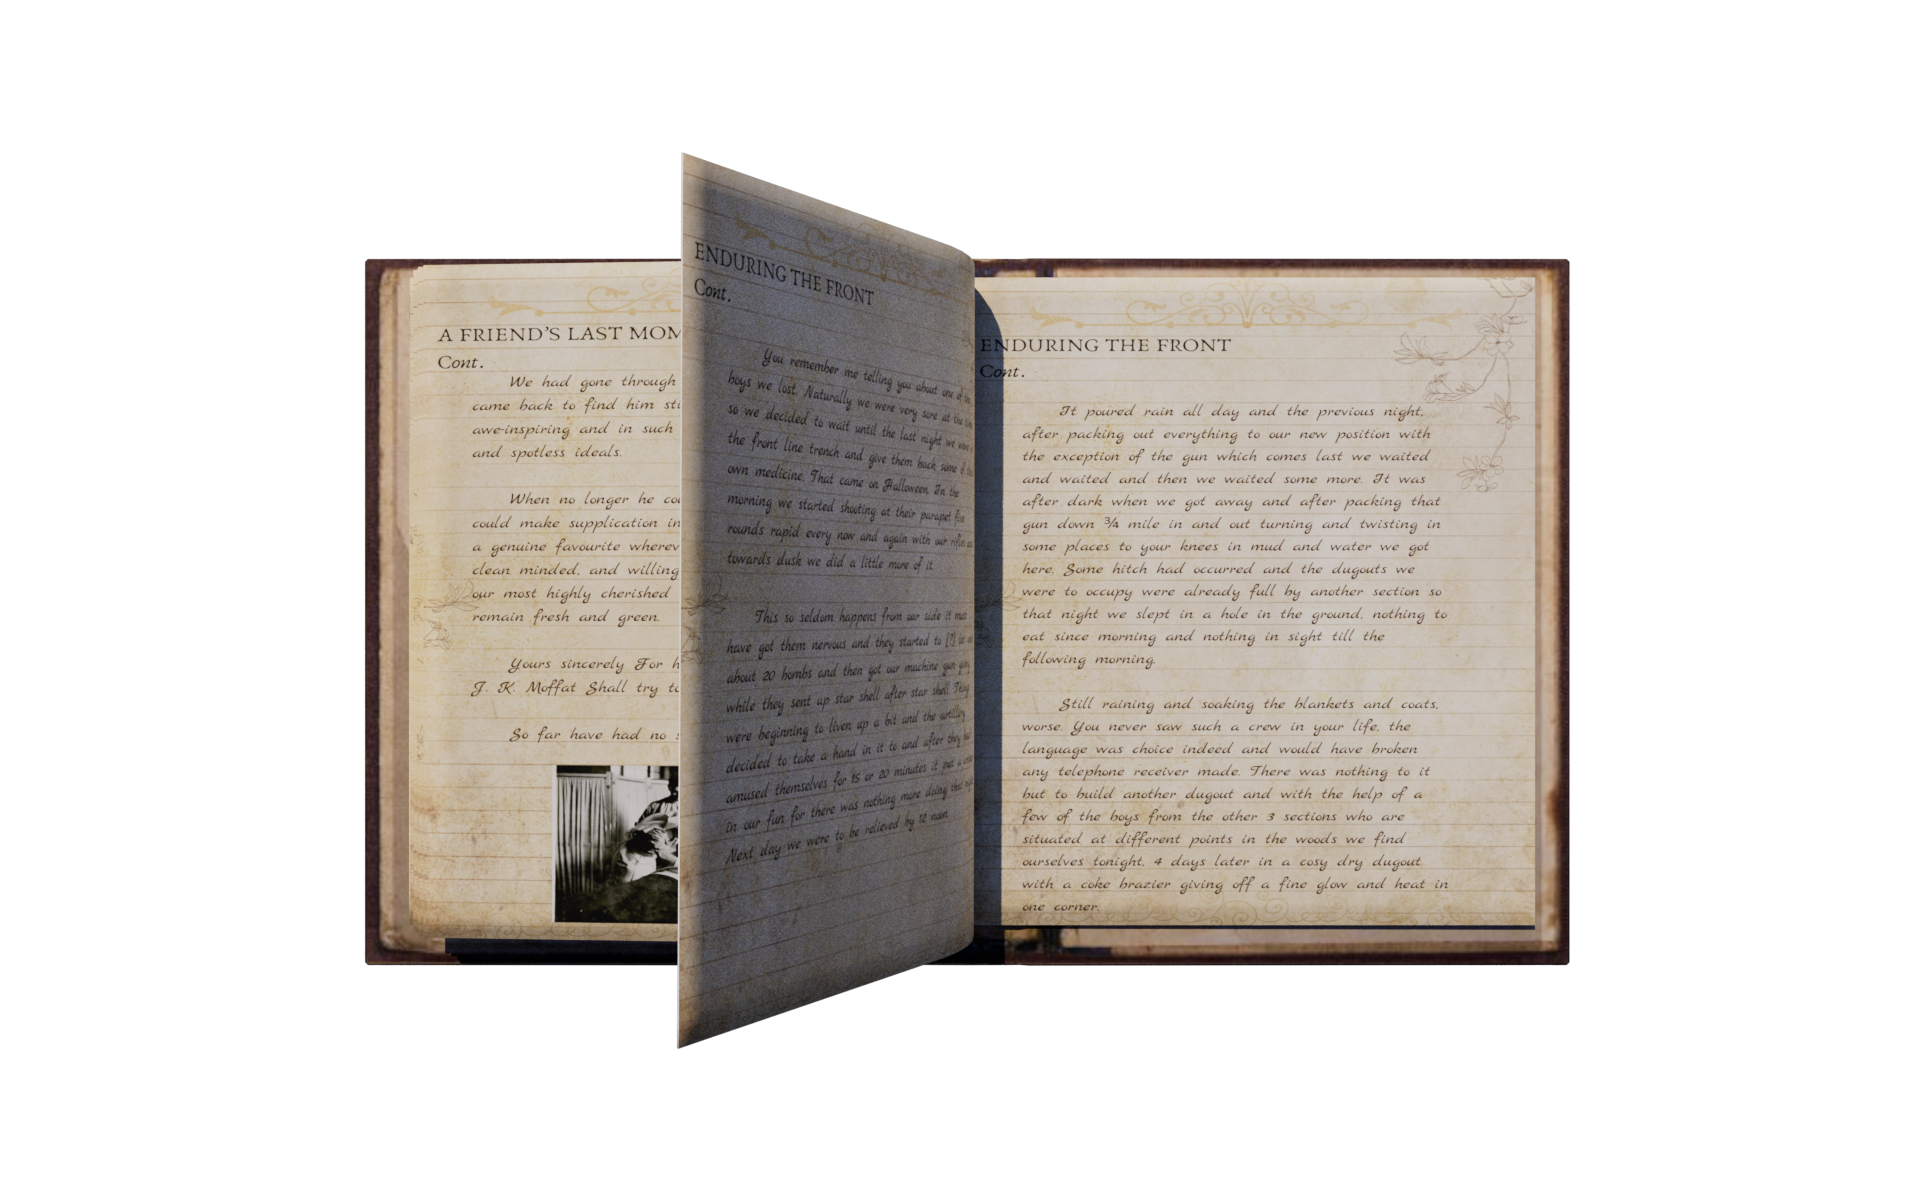 A FRIEND'S LAST MOM
Cont.
We had gone through
came back to find him
awe-inspiring and in such
and spotless ideals.
When no longer he
could make supplication in
a genuine favourite
clean minded, and willing
our most highly cherished
remain fresh and green.
Yours sincerely For
J. K. Moffat Shall try
So far have had no
ENDURING THE FRONT
Cont.
You remember me telling you about one of
boys we lost. Naturally we were very sore at the
so we decided to wait until the last night we
the front line trench and give them back some of
own medicine. That came on Halloween. In the
morning we started shooting at their parapet five
rounds rapid every now and again with our rifles
towards dusk we did a little more of it.
This so seldom happens from our side it must
have got them nervous and they started to [?]
about 20 bombs and then got our machine gun
while they sent up star shell after star shell. They
were beginning to liven up a bit and the artillery
decided to take a hand in it to and after they
amused themselves for 15 or 20 minutes it put a
in our fun for there was nothing more doing that
Next day we were to be relieved by 12 noon.
ENDURING THE FRONT
Cont.
It poured rain all day and the previous night,
after packing out everything to our new position with
the exception of the gun which comes last we waited
and waited and then we waited some more. It was
after dark when we got away and after packing that
gun down ¾ mile in and out turning and twisting in
some places to your knees in mud and water we got
here. Some hitch had occurred and the dugouts we
were to occupy were already full by another section so
that night we slept in a hole in the ground, nothing to
eat since morning and nothing in sight till the
following morning.
Still raining and soaking the blankets and coats,
worse. You never saw such a crew in your life, the
language was choice indeed and would have broken
any telephone receiver made. There was nothing to it
but to build another dugout and with the help of a
few of the boys from the other 3 sections who are
situated at different points in the woods we find
ourselves tonight, 4 days later in a cosy dry dugout
with a coke brazier giving off a fine glow and heat in
one corner.